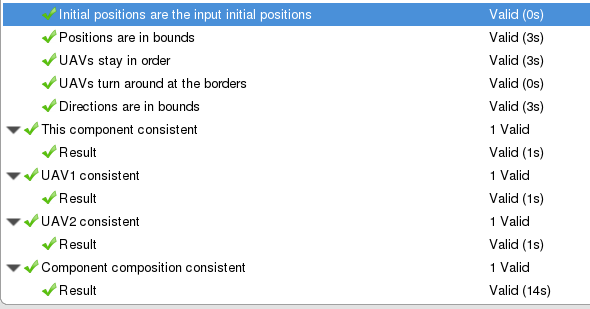 Initial positions are the input initial positions Valid (0s)
Positions are in bounds Valid (3s)
UAVs stay in order Valid (3s)
UAVs turn around at the borders Valid (0s)
Directions are in bounds Valid (3s)
This component consistent 1 Valid
Result Valid (1s)
UAV1 consistent 1 Valid
Result Valid (1s)
UAV2 consistent 1 Valid
Result Valid (1s)
Component composition consistent 1 Valid
Result Valid (14s)